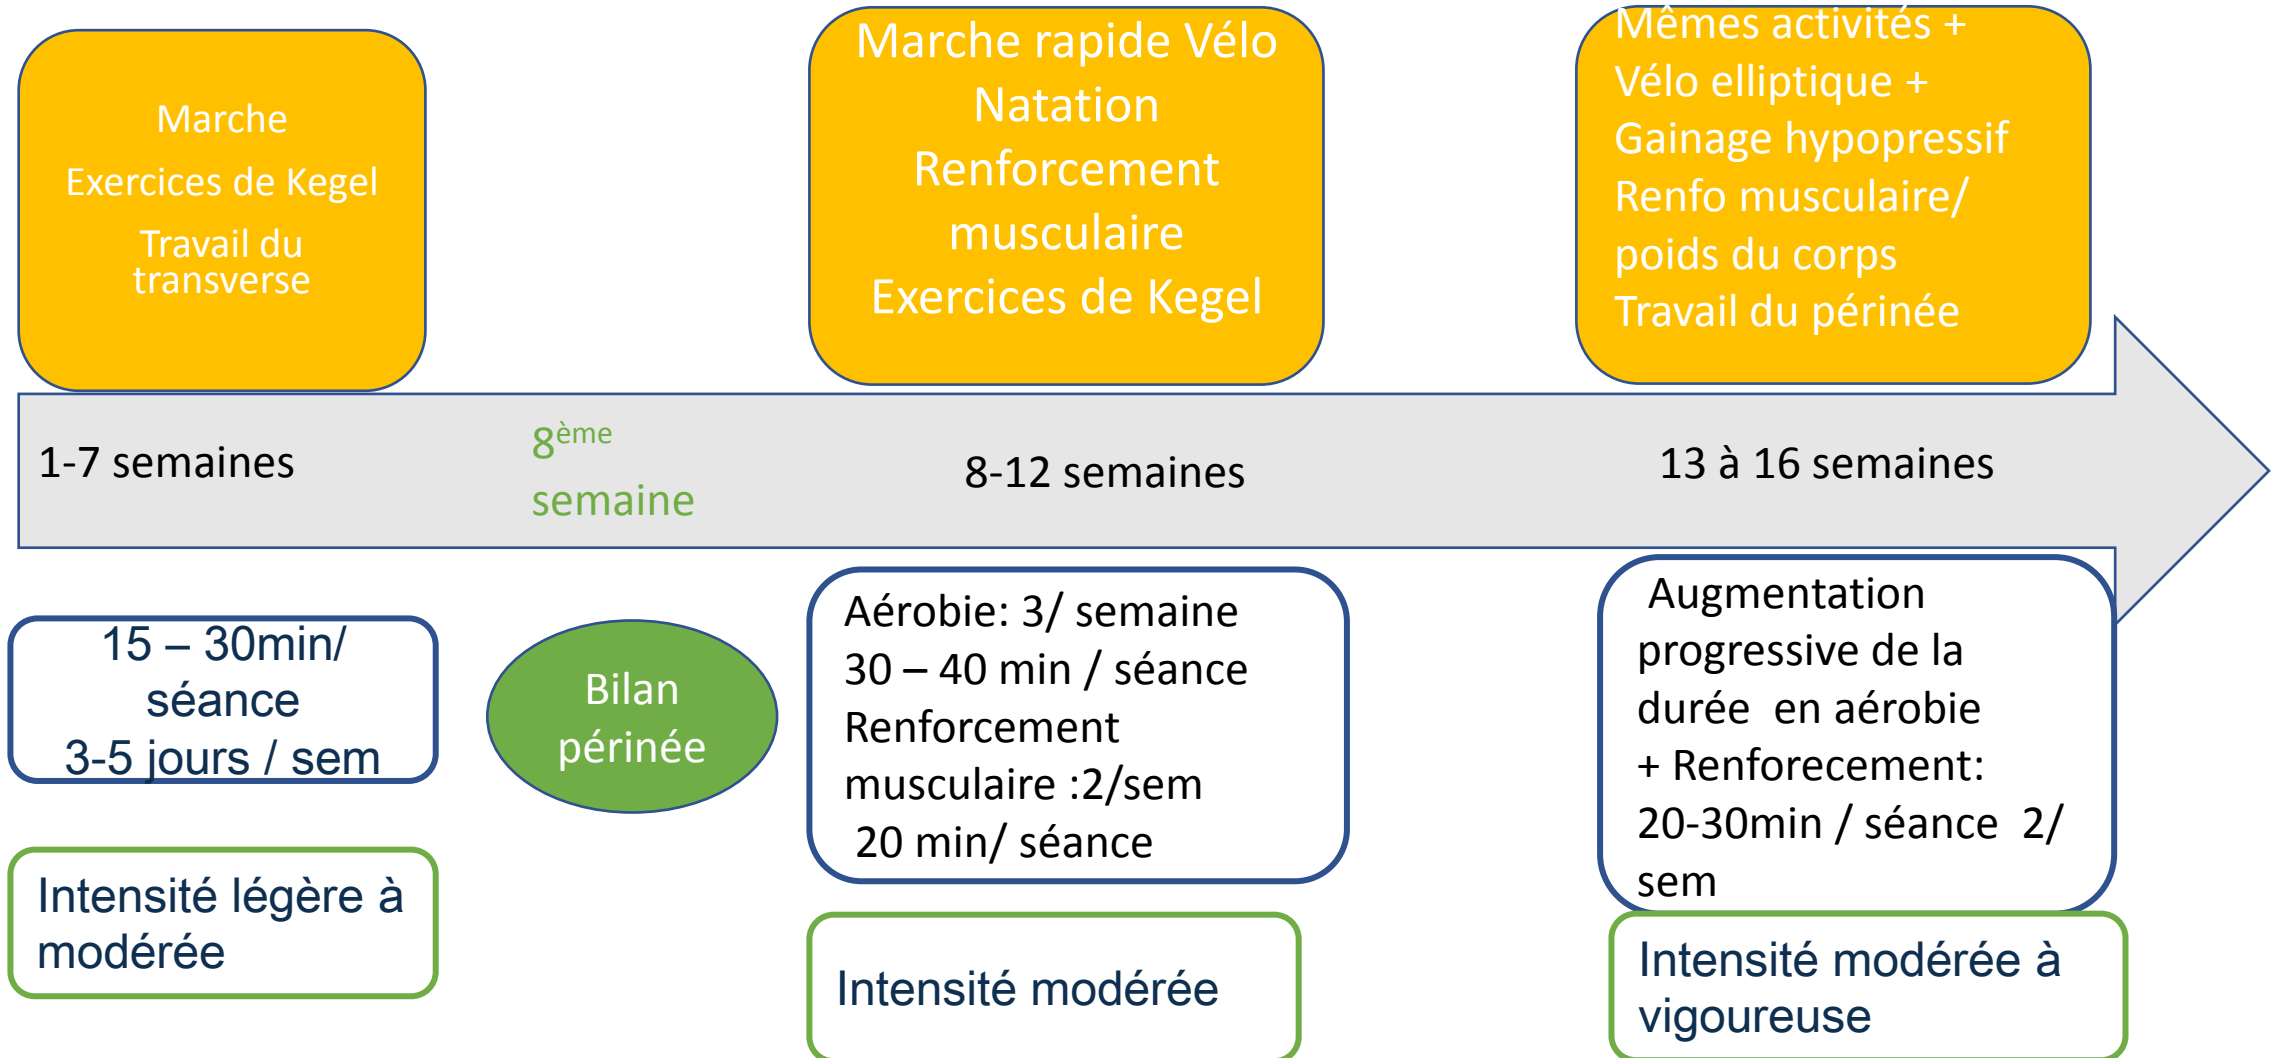 Marche
Exercices de Kegel
Travail du
transverse
Marche rapide Vélo
Natation
Renforcement
musculaire
Exercices de Kegel
Mêmes activités +
Vélo elliptique +
Gainage hypopressif
Renfo musculaire/
poids du corps
Travail du périnée
1-7 semaines
8ème
semaine
8-12 semaines
13 à 16 semaines
15 – 30min/
séance
3-5 jours / sem
Bilan
périnée
Aérobie: 3/ semaine
30 – 40 min / séance
Renforcement
musculaire :2/sem
20 min/ séance
Augmentation
progressive de la
durée en aérobie
+ Renforecement:
20-30min / séance 2/
sem
Intensité légère à
modérée
Intensité modérée
Intensité modérée à
vigoureuse